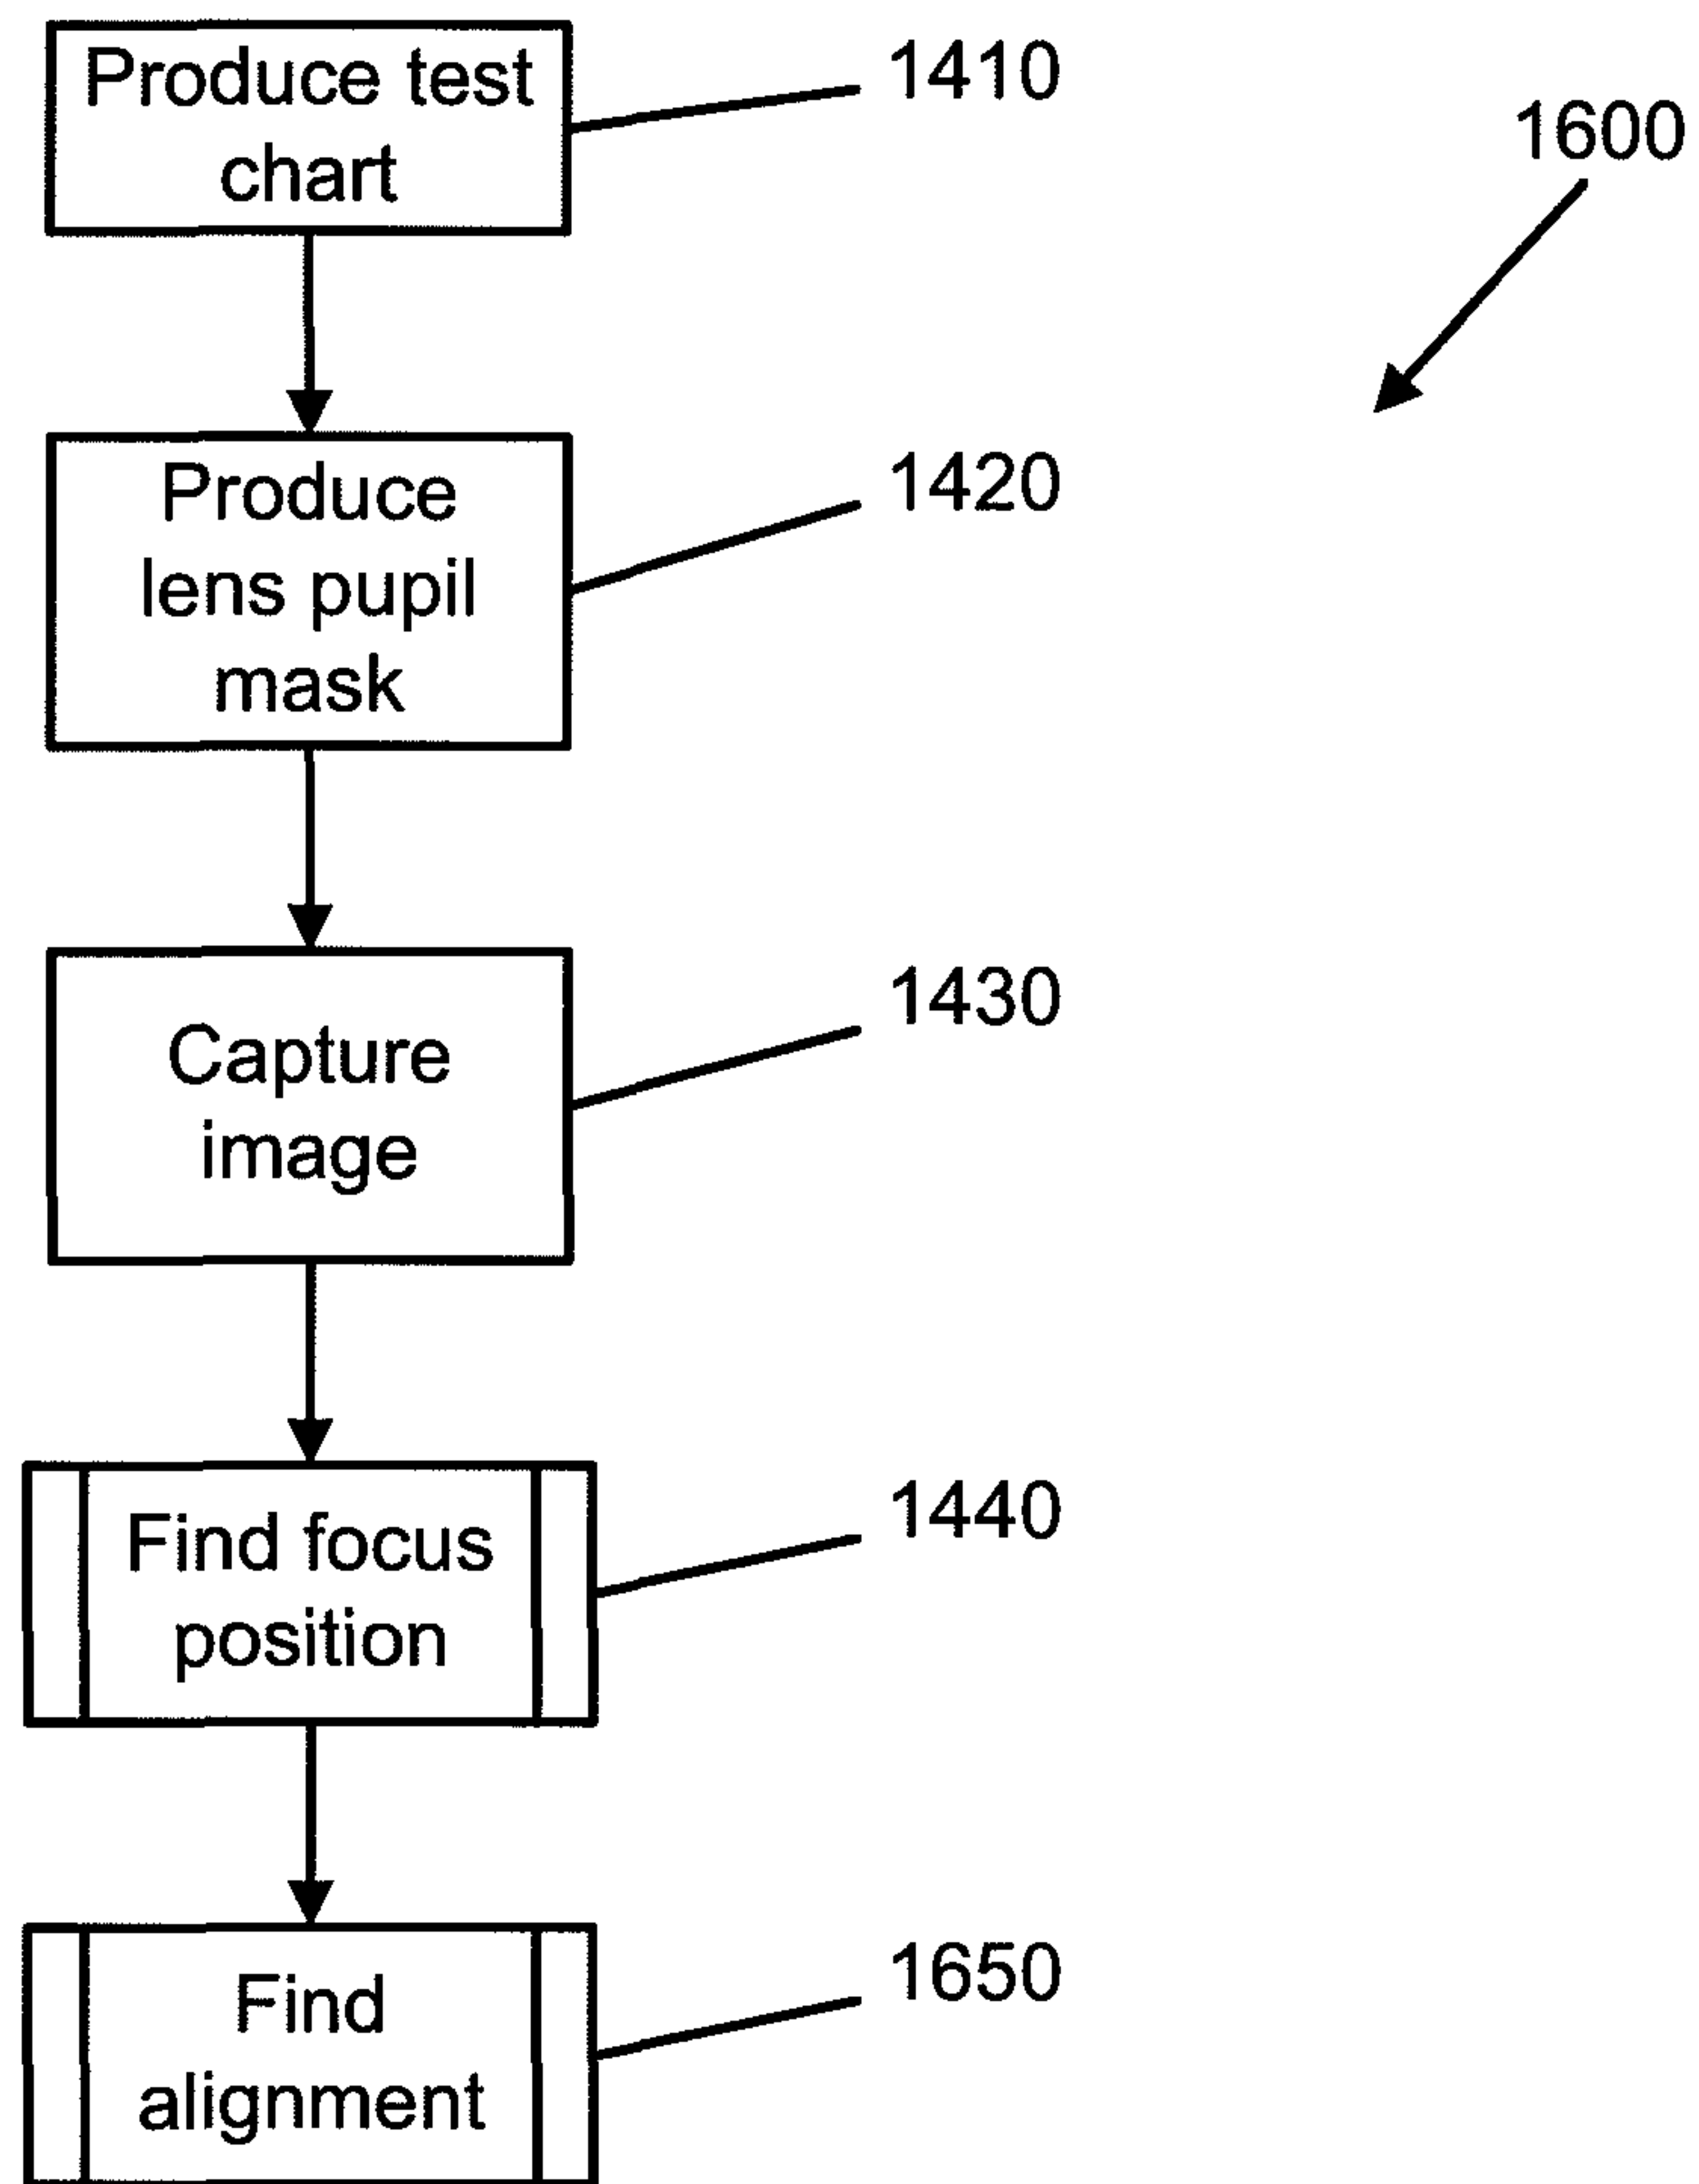 Produce test
chart
1410
1600
Produce
lens pupil
mask
1420
Capture
image
1430
Find focus
position
1440
Find
alignment
1650